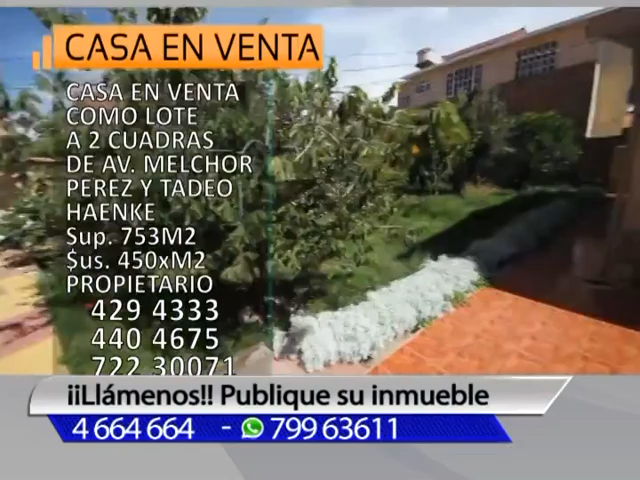 CASA EN VENTA
CASA EN VENTA
COMO LOTE
A 2 CUADRAS
DE AV. MELCHOR
PEREZ Y TADEO
HAENKE
Sup. 753M2
$us. 450xM2
PROPIETARIO
429 4333
440 4675
722 30071
¡¡Llámenos!! Publique su inmueble
4 664 664 - 799 63611